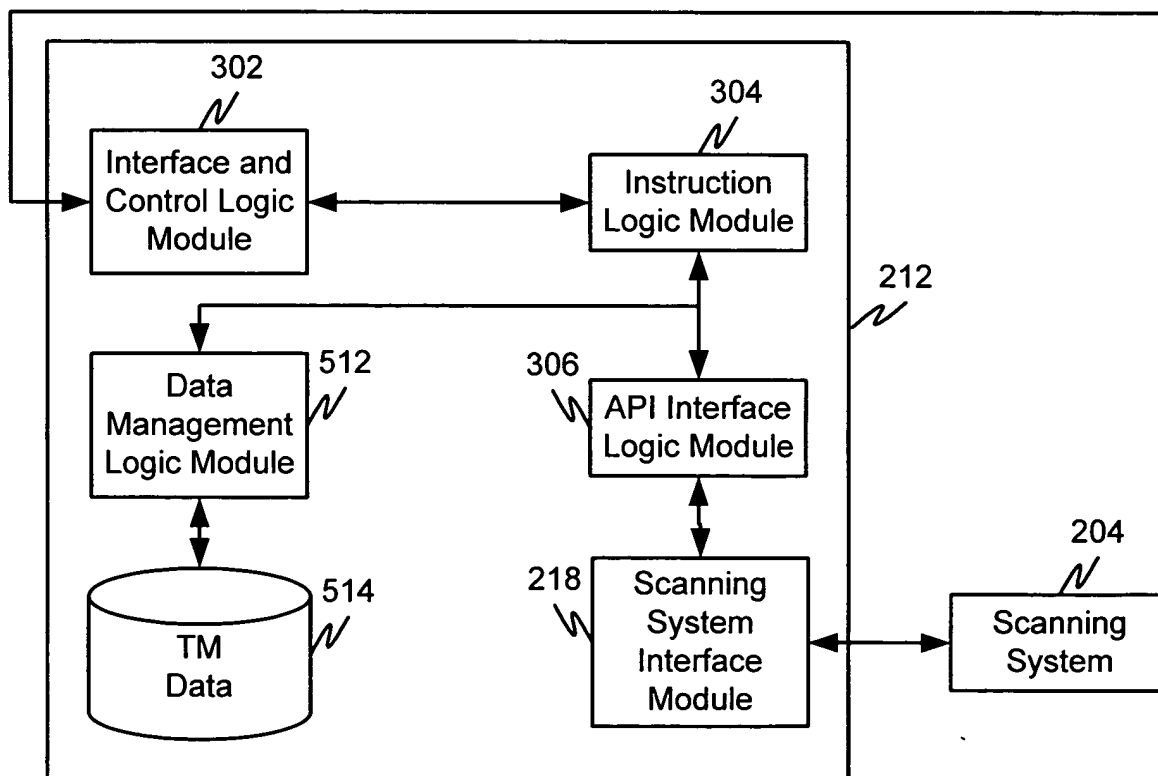 302
304
Interface and
Control Logic
Module
Instruction
Logic Module
212
512
306
Data
Management
Logic Module
API Interface
Logic Module
204
218
514
Scanning
System
Interface
Module
Scanning
System
TM
Data